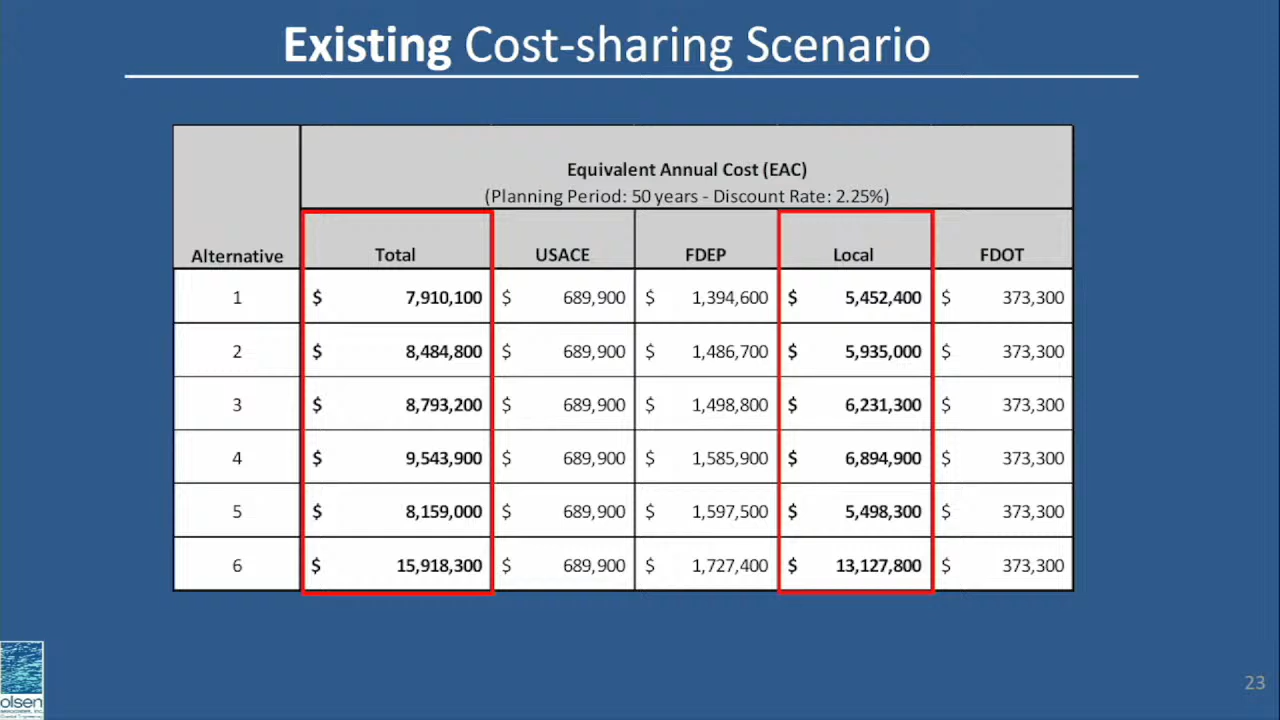 Existing Cost-sharing Scenario
Equivalent Annual Cost (EAC)
(Planning Period: 50 years - Discount Rate: 2.25%)
Alternative Total USACE FDEP Local FDOT
1 $ 7,910,100 $ 689,900 $ 1,394,600 $ 5,452,400 $ 373,300
2 $ 8,484,800 $ 689,900 $ 1,486,700 $ 5,935,000 $ 373,300
3 $ 8,793,200 $ 689,900 $ 1,498,800 $ 6,231,300 $ 373,300
4 $ 9,543,900 $ 689,900 $ 1,585,900 $ 6,894,900 $ 373,300
5 $ 8,159,000 $ 689,900 $ 1,597,500 $ 5,498,300 $ 373,300
6 $ 15,918,300 $ 689,900 $ 1,727,400 $ 13,127,800 $ 373,300
olsen
23